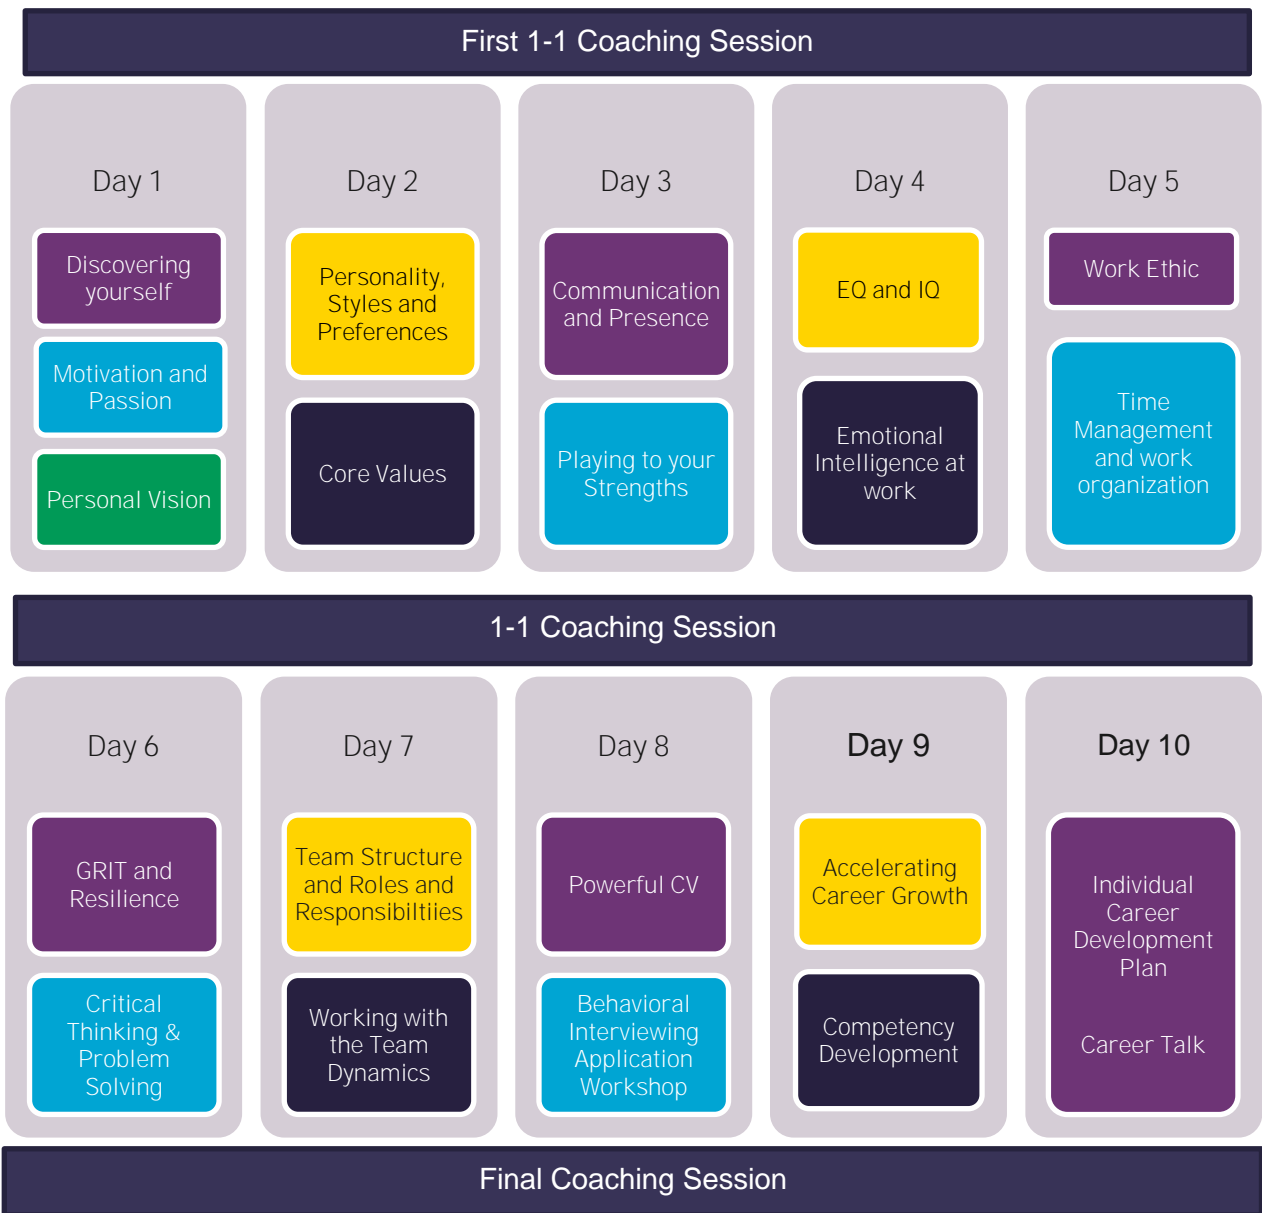 First 1-1 Coaching Session
Day 1
Discovering
yourself
Motivation and
Passion
Personal Vision
Day 2
Personality,
Styles and
Preferences
Core Values
Day 3
Communication
and Presence
Playing to your
Strengths
Day 4
EQ and IQ
Emotional
Intelligence at
work
Day 5
Work Ethic
Time
Management
and work
organization
1-1 Coaching Session
Day 6
GRIT and
Resilience
Critical
Thinking &
Problem
Solving
Day 7
Team Structure
and Roles and
Responsibiltiies
Working with
the Team
Dynamics
Day 8
Powerful CV
Behavioral
Interviewing
Application
Workshop
Day 9
Accelerating
Career Growth
Competency
Development
Day 10
Individual
Career
Development
Plan
Career Talk
Final Coaching Session